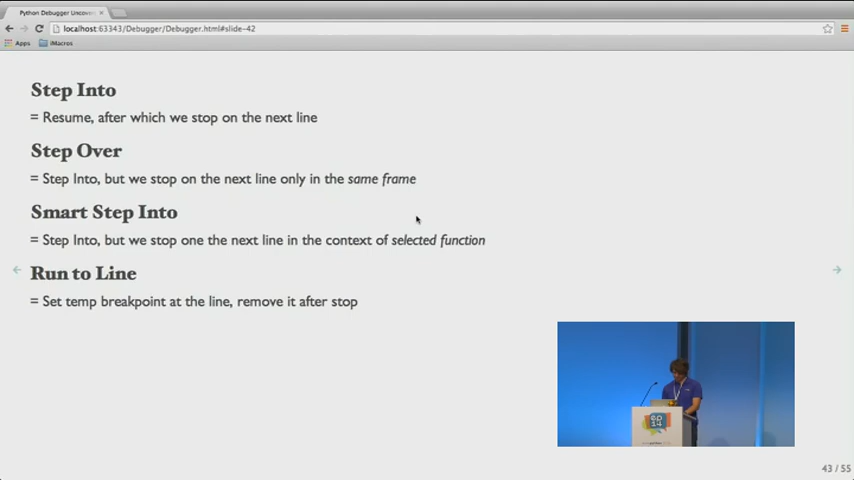 Python Debugger Uncover
localhost:63343/Debugger/Debugger.html#slide-42
Apps
iMacros
Step Into
= Resume, after which we stop on the next line
Step Over
= Step Into, but we stop on the next line only in the same frame
Smart Step Into
= Step Into, but we stop one the next line in the context of selected function
Run to Line
= Set temp breakpoint at the line, remove it after stop
43 / 55